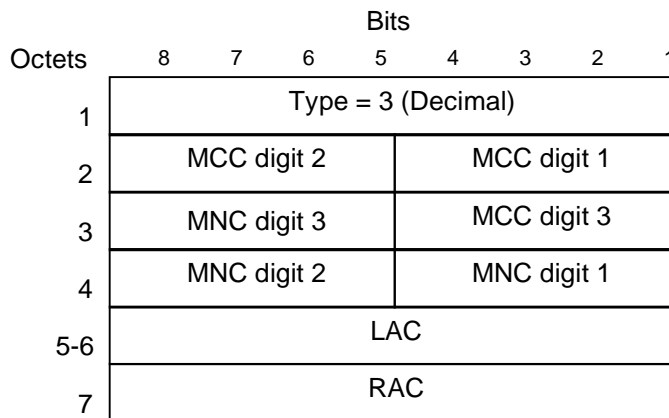 Bits
Octets 8 7 6 5 4 3 2 1
1 Type = 3 (Decimal)
2 MCC digit 2 MCC digit 1
3 MNC digit 3 MCC digit 3
4 MNC digit 2 MNC digit 1
5-6 LAC
7 RAC